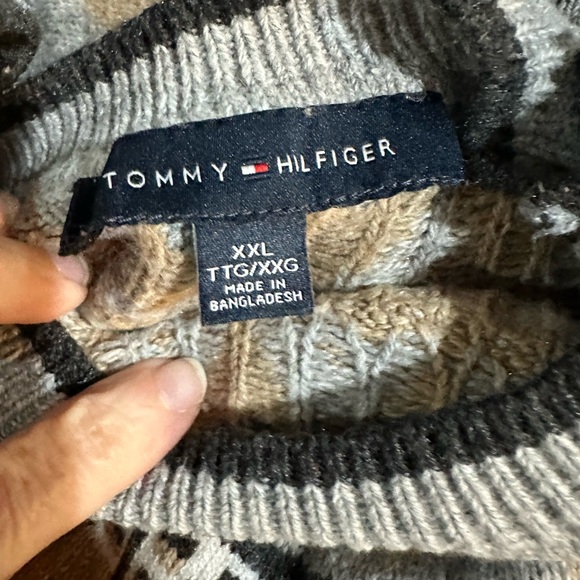 TOMMY HILFIGER
XXL
TTG/XXG
MADE IN
BANGLADESH